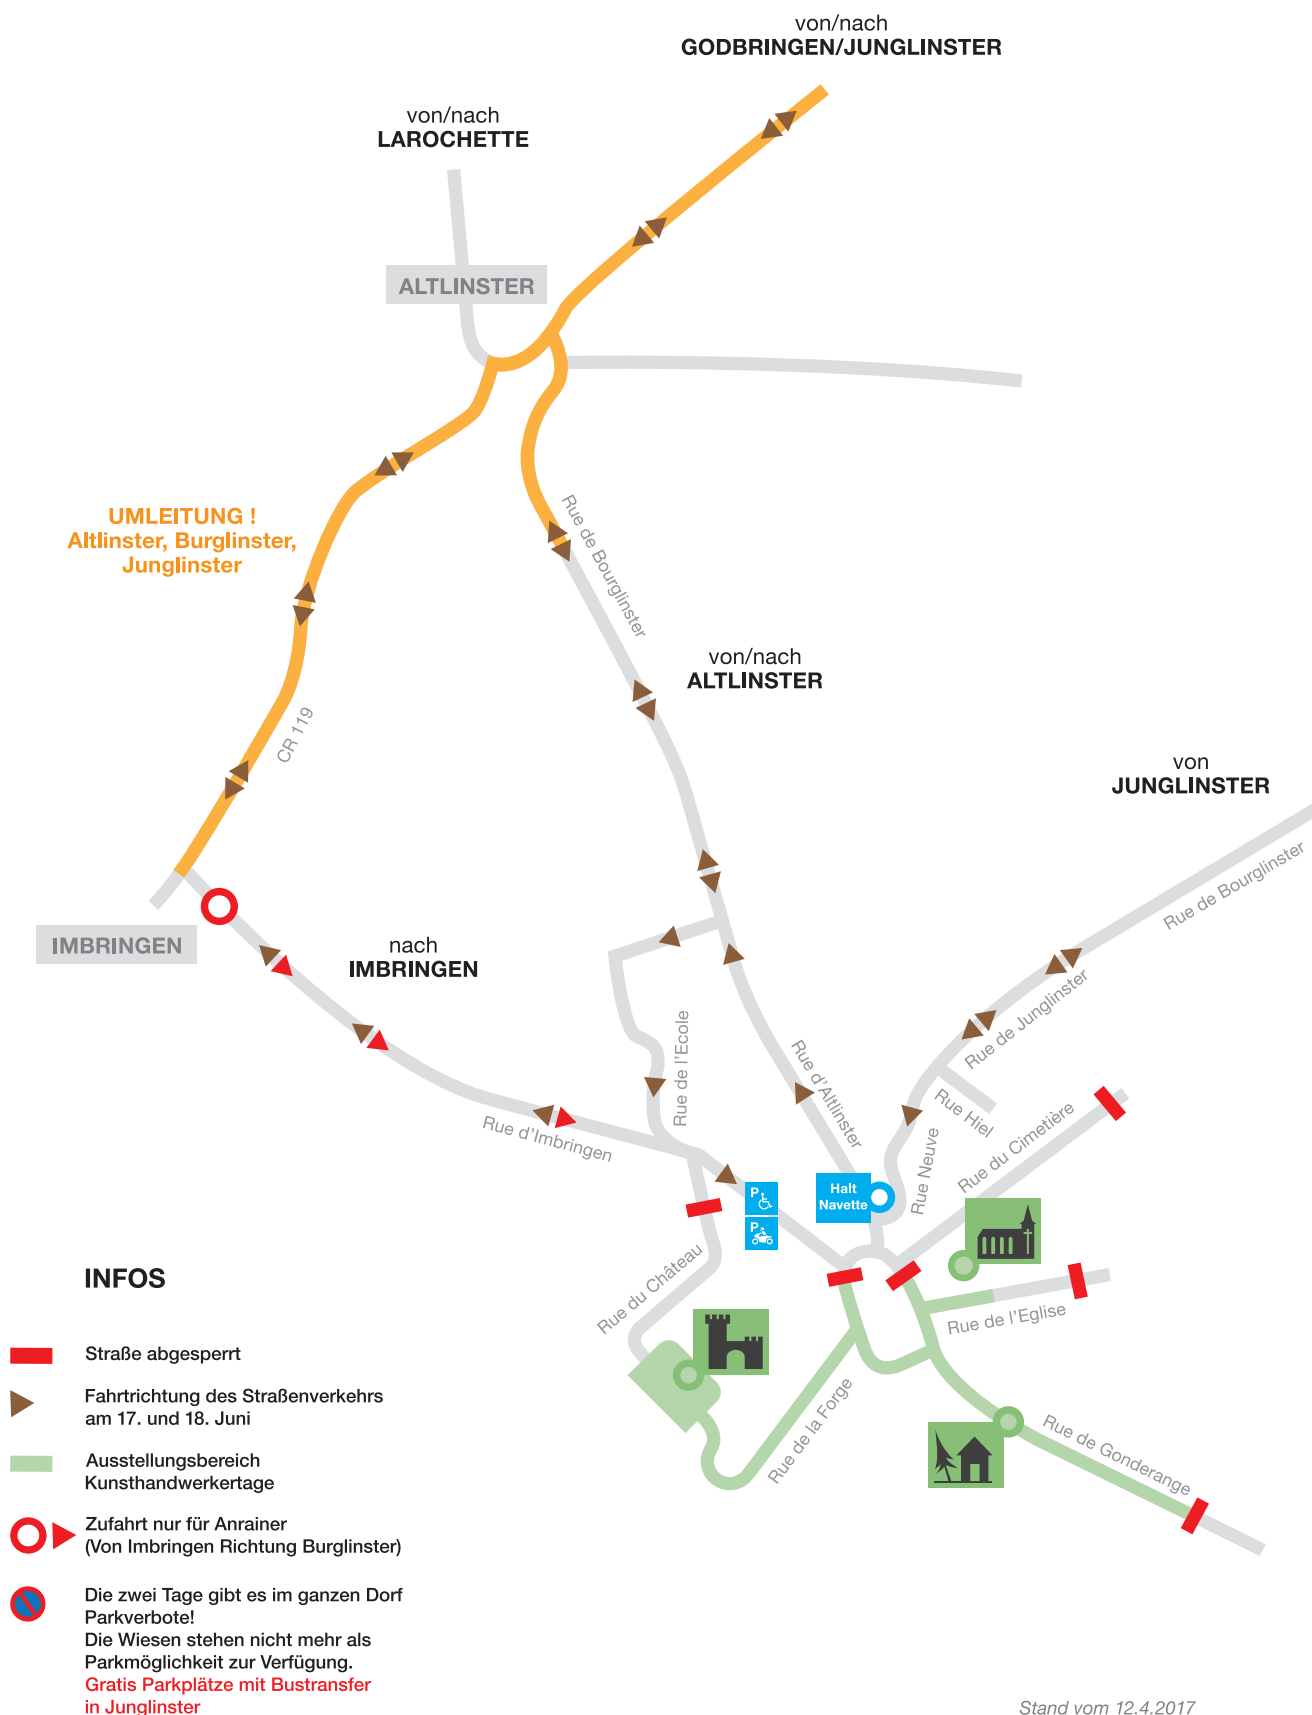 von/nach
GODBRINGEN/JUNGLINSTER
von/nach
LAROCHETTE
ALTLINSTER
UMLEITUNG !
Altlinster, Burglinster,
Junglinster
Rue de Bourglinster
von/nach
ALTLINSTER
CR 119
von
JUNGLINSTER
Rue de Bourglinster
IMBRINGEN
nach
IMBRINGEN
Rue de Junglinster
Rue de l'Ecole
Rue d'Altlinster
Rue Hiel
Rue du Cimetière
Rue d'Imbringen
Rue Neuve
P
P
Halt
Navette
Rue du Château
Rue de l'Eglise
Rue de la Forge
Rue de Gonderange
INFOS
Straße abgesperrt
Fahrtrichtung des Straßenverkehrs
am 17. und 18. Juni
Ausstellungsbereich
Kunsthandwerkertage
Zufahrt nur für Anrainer
(Von Imbringen Richtung Burglinster)
Die zwei Tage gibt es im ganzen Dorf
Parkverbote!
Die Wiesen stehen nicht mehr als
Parkmöglichkeit zur Verfügung.
Gratis Parkplätze mit Bustransfer
in Junglinster
Stand vom 12.4.2017